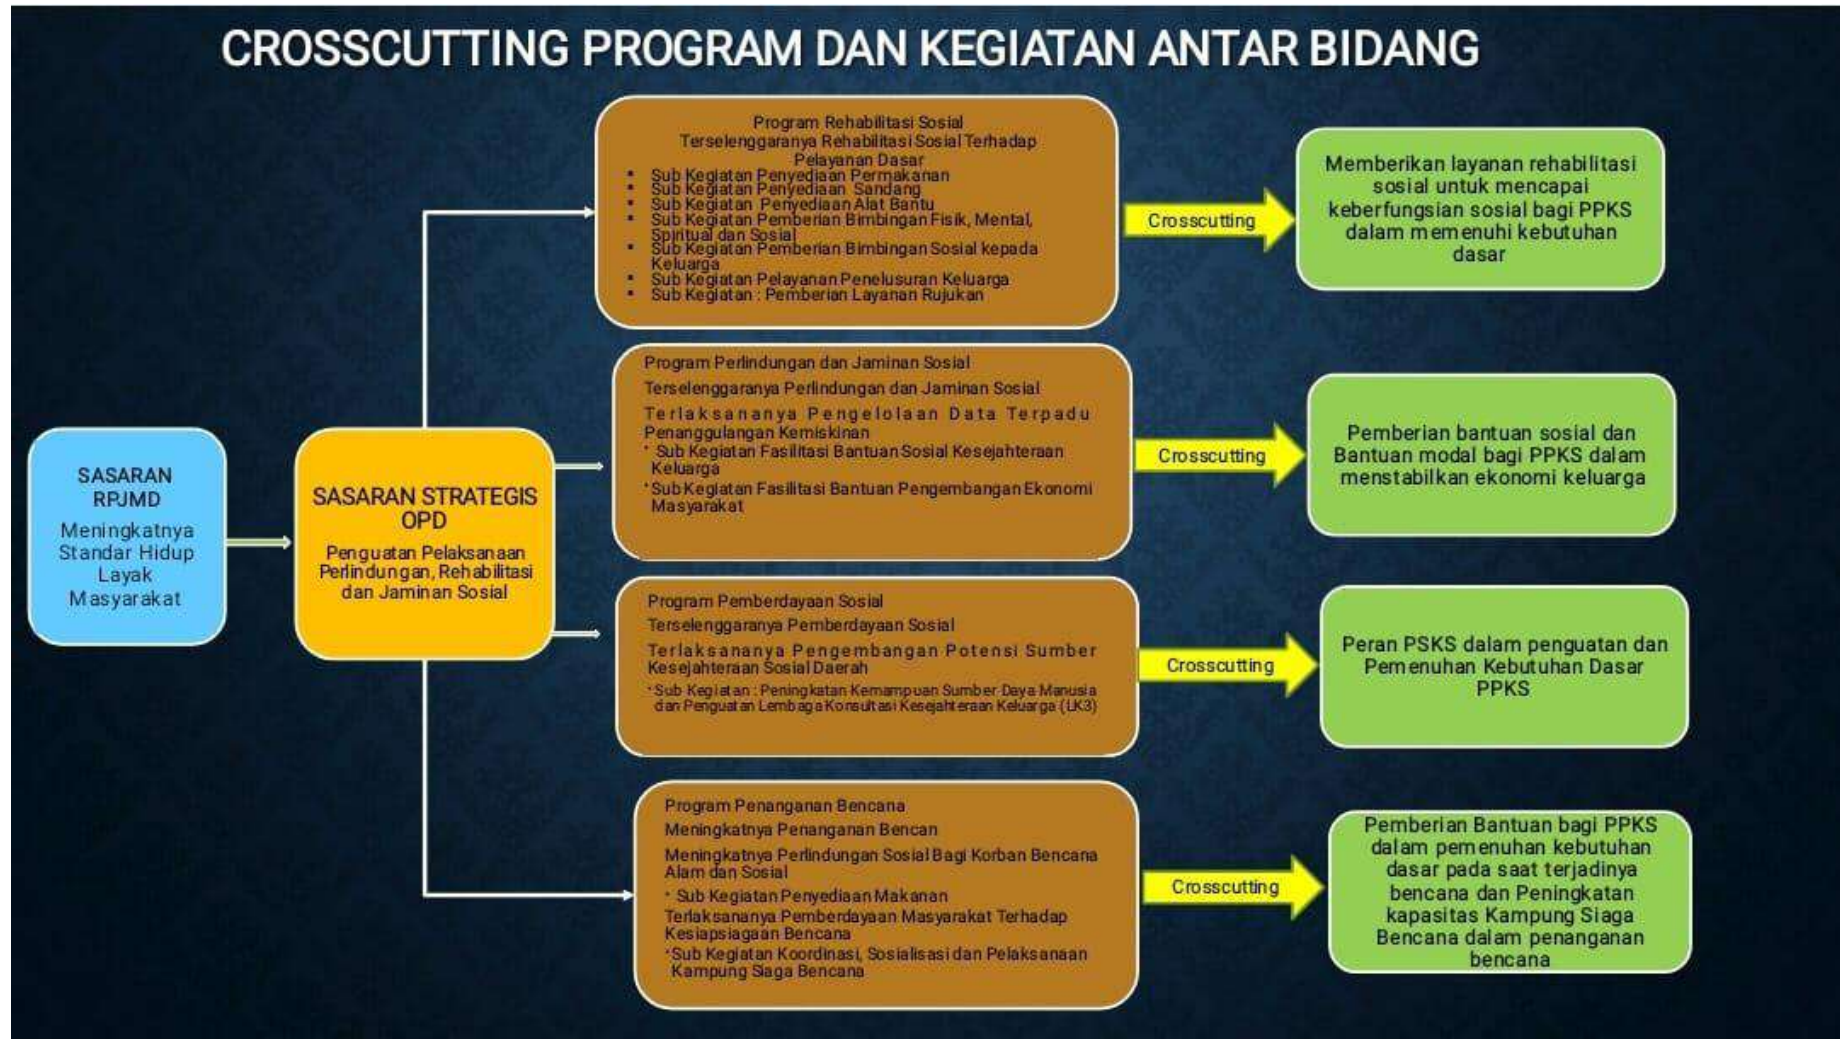 CROSSCUTTING PROGRAM DAN KEGIATAN ANTAR BIDANG
SASARAN
RPJMD
Meningkatnya
Standar Hidup
Layak
Masyarakat
SASARAN STRATEGIS
OPD
Penguatan Pelaksanaan
Perlindungan, Rehabilitasi
dan Jaminan Sosial
Program Rehabilitasi Sosial
Terselenggaranya Rehabilitasi Sosial Terhadap
Pelayanan Dasar
▪ Sub Kegiatan Penyediaan Permakanan
▪ Sub Kegiatan Penyediaan Sandang
▪ Sub Kegiatan Penyediaan Alat Bantu
▪ Sub Kegiatan Pemberian Bimbingan Fisik, Mental,
Spiritual dan Sosial
▪ Sub Kegiatan Pemberian Bimbingan Sosial kepada
Keluarga
▪ Sub Kegiatan Pelayanan Penelusuran Keluarga
▪ Sub Kegiatan : Pemberian Layanan Rujukan
Crosscutting
Memberikan layanan rehabilitasi
sosial untuk mencapai
keberfungsian sosial bagi PPKS
dalam memenuhi kebutuhan
dasar
Program Perlindungan dan Jaminan Sosial
Terselenggaranya Perlindungan dan Jaminan Sosial
Terlaksananya Pengelolaan Data Terpadu
Penanggulangan Kemiskinan
• Sub Kegiatan Fasilitasi Bantuan Sosial Kesejahteraan
Keluarga
• Sub Kegiatan Fasilitasi Bantuan Pengembangan Ekonomi
Masyarakat
Crosscutting
Pemberian bantuan sosial dan
Bantuan modal bagi PPKS dalam
menstabilkan ekonomi keluarga
Program Pemberdayaan Sosial
Terselenggaranya Pemberdayaan Sosial
Terlaksananya Pengembangan Potensi Sumber
Kesejahteraan Sosial Daerah
• Sub Kegiatan : Peningkatan Kemampuan Sumber Daya Manusia
dan Penguatan Lembaga Konsultasi Kesejahteraan Keluarga (LK3)
Crosscutting
Peran PSKS dalam penguatan dan
Pemenuhan Kebutuhan Dasar
PPKS
Program Penanganan Bencana
Meningkatnya Penanganan Bencan
Meningkatnya Perlindungan Sosial Bagi Korban Bencana
Alam dan Sosial
• Sub Kegiatan Penyediaan Makanan
Terlaksananya Pemberdayaan Masyarakat Terhadap
Kesiapsiagaan Bencana
• Sub Kegiatan Koordinasi, Sosialisasi dan Pelaksanaan
Kampung Siaga Bencana
Crosscutting
Pemberian Bantuan bagi PPKS
dalam pemenuhan kebutuhan
dasar pada saat terjadinya
bencana dan Peningkatan
kapasitas Kampung Siaga
Bencana dalam penanganan
bencana